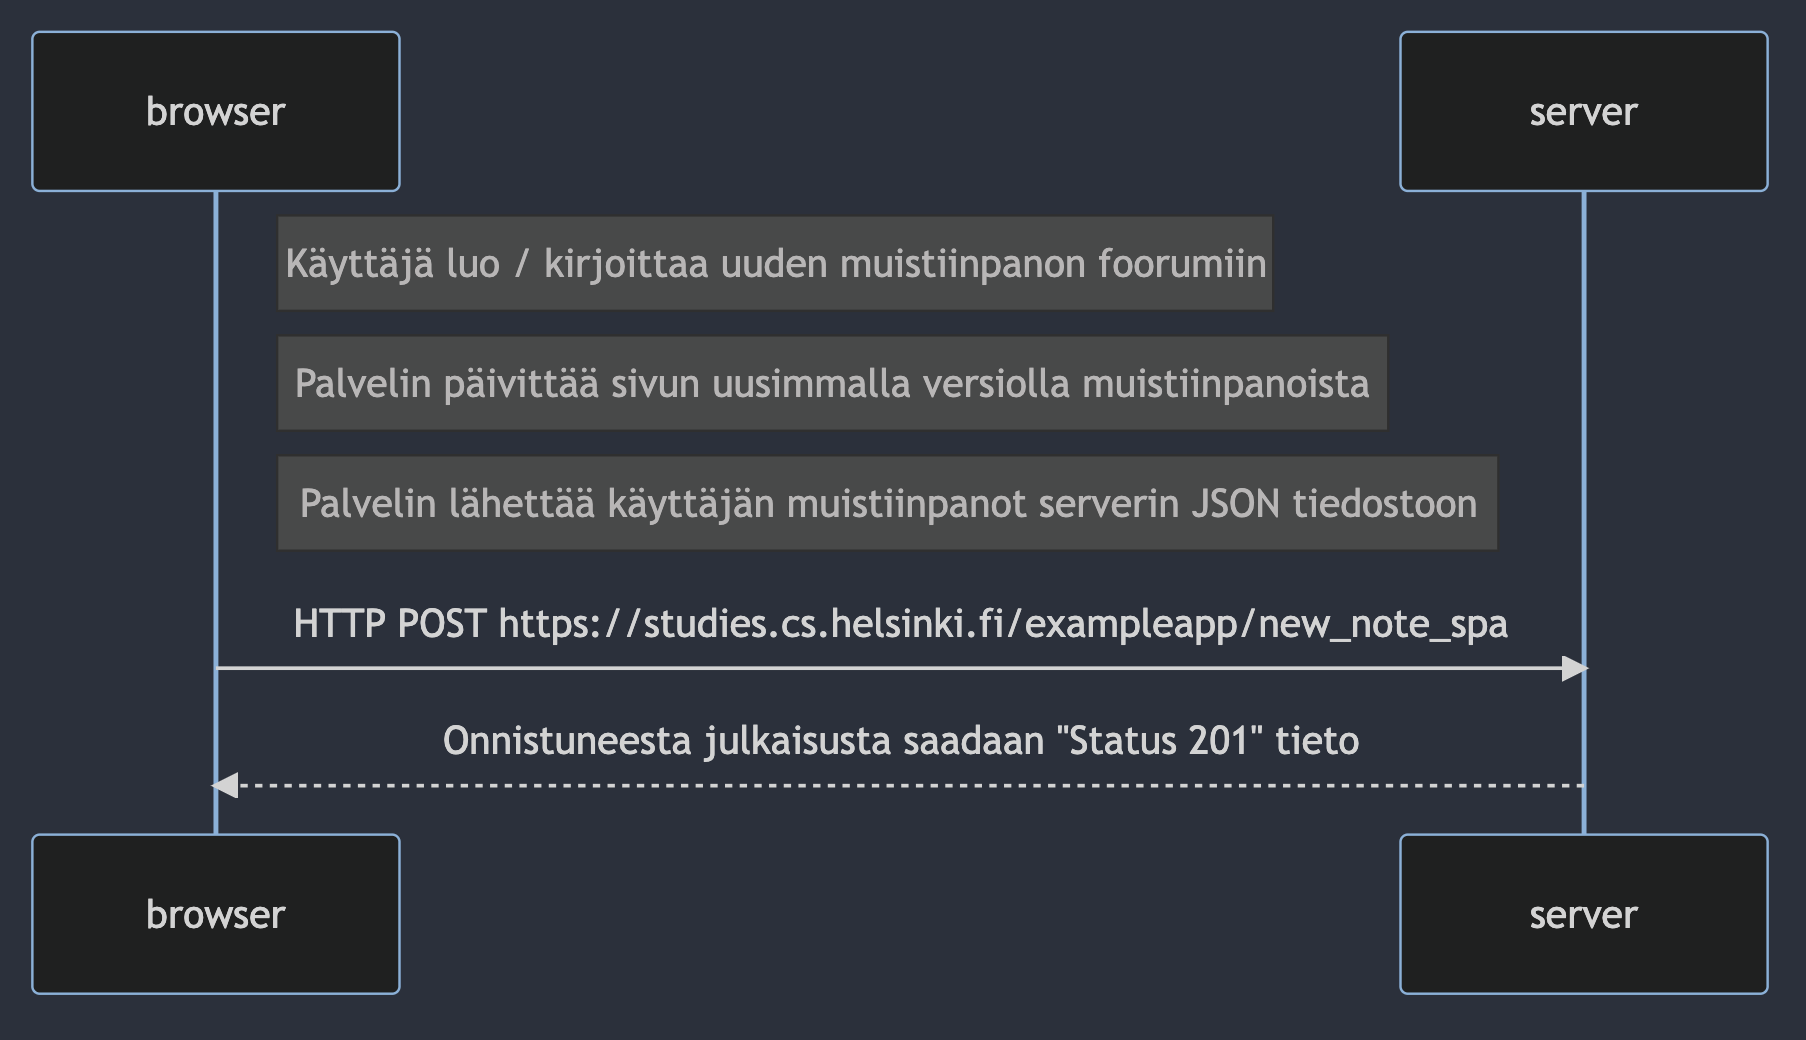 browser
server
Käyttäjä luo / kirjoittaa uuden muistiinpanon foorumiin
Palvelin päivittää sivun uusimmalla versiolla muistiinpanoista
Palvelin lähettää käyttäjän muistiinpanot serverin JSON tiedostoon
HTTP POST https://studies.cs.helsinki.fi/exampleapp/new_note_spa
Onnistuneesta julkaisusta saadaan "Status 201" tieto
browser
server